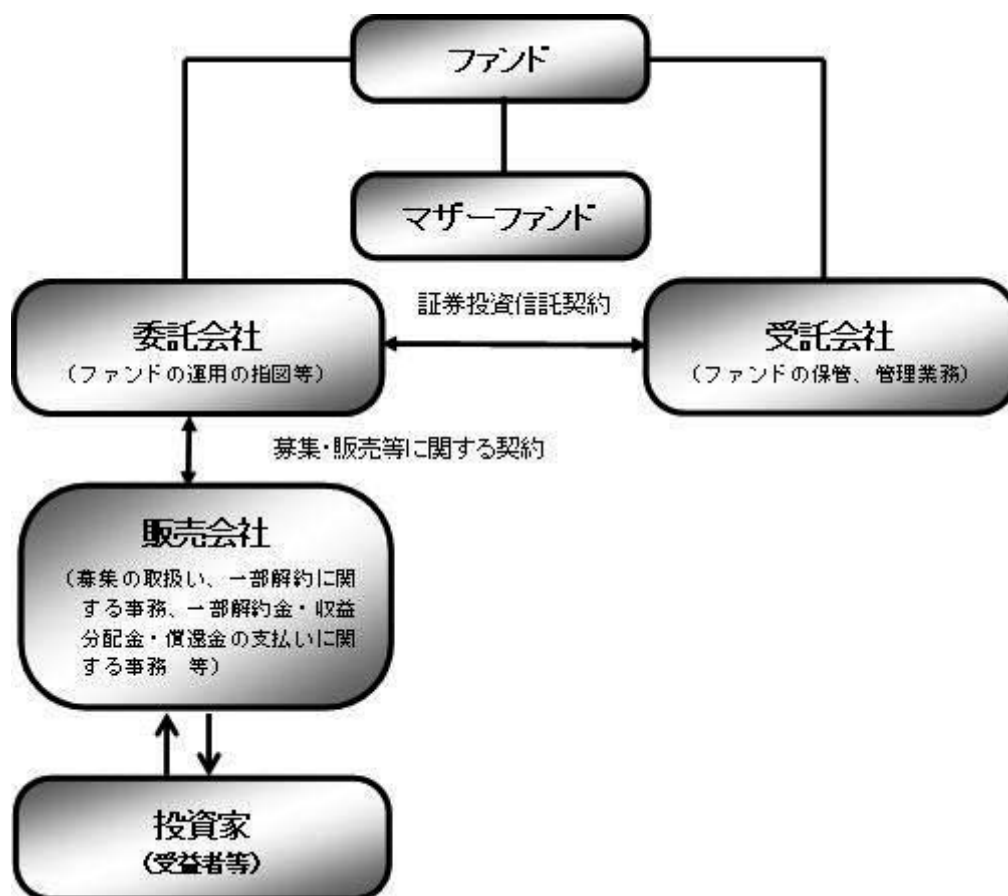 ファンド
マザーファンド
証券投資信託契約
委託会社
（ファンドの運用の指図等）
受託会社
（ファンドの保管、管理業務）
募集・販売等に関する契約
販売会社
（募集の取扱い、一部解約に関
する事務、一部解約金・収益
分配金・償還金の支払いに関
する事務　等）
投資家
（受益者等）